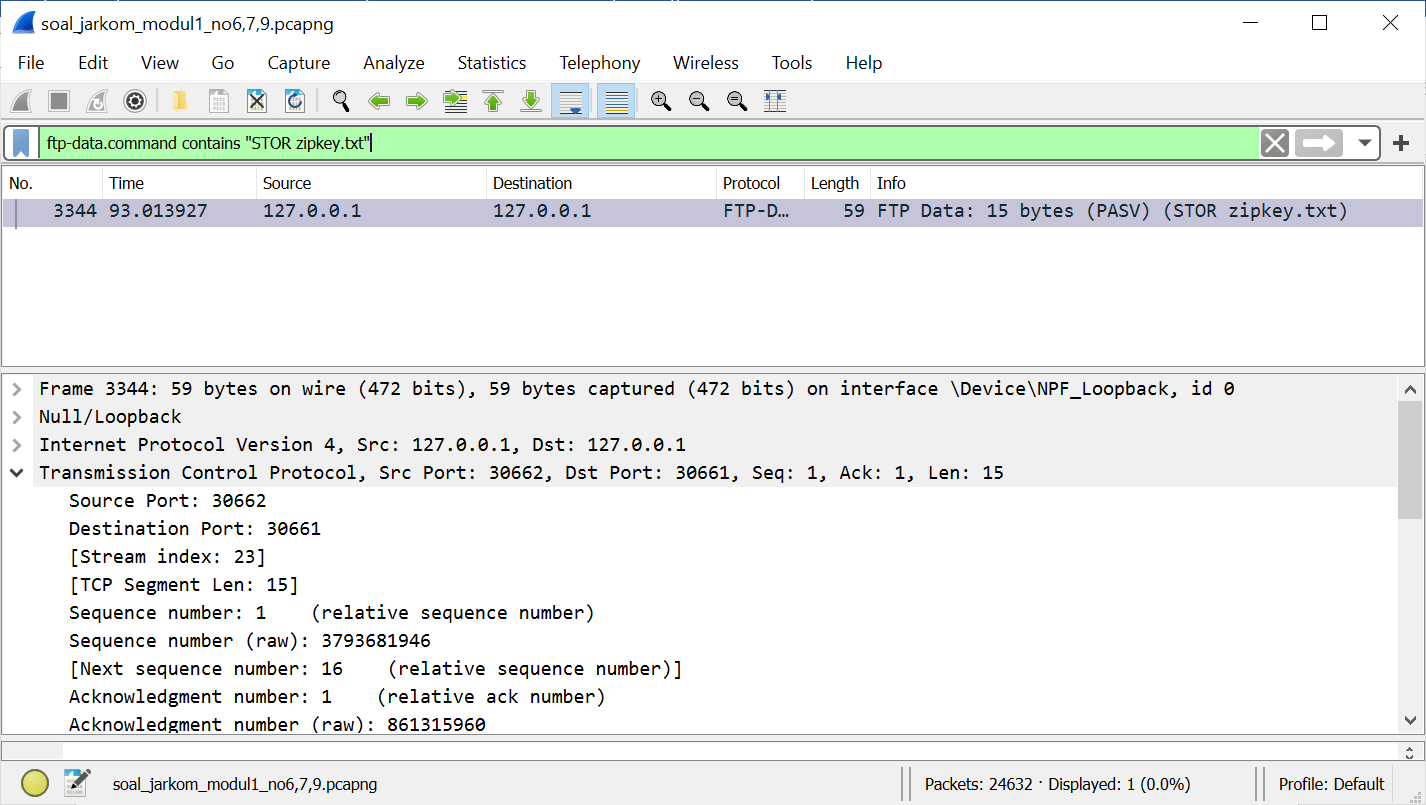 soal_jarkom_modul1_no6,7,9.pcapng
File Edit View Go Capture Analyze Statistics Telephony Wireless Tools Help
ftp-data.command contains "STOR zipkey.txt"
No. Time Source Destination Protocol Length Info
3344 93.013927 127.0.0.1 127.0.0.1 FTP-D… 59 FTP Data: 15 bytes (PASV) (STOR zipkey.txt)
Frame 3344: 59 bytes on wire (472 bits), 59 bytes captured (472 bits) on interface \Device\NPF_Loopback, id 0
Null/Loopback
Internet Protocol Version 4, Src: 127.0.0.1, Dst: 127.0.0.1
Transmission Control Protocol, Src Port: 30662, Dst Port: 30661, Seq: 1, Ack: 1, Len: 15
Source Port: 30662
Destination Port: 30661
[Stream index: 23]
[TCP Segment Len: 15]
Sequence number: 1    (relative sequence number)
Sequence number (raw): 3793681946
[Next sequence number: 16    (relative sequence number)]
Acknowledgment number: 1    (relative ack number)
Acknowledgment number (raw): 861315960
soal_jarkom_modul1_no6,7,9.pcapng Packets: 24632 · Displayed: 1 (0.0%) Profile: Default